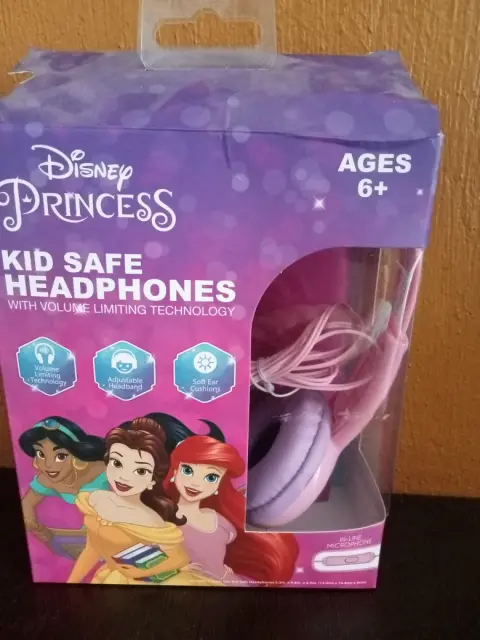 Disney
PRINCESS
AGES
6+
KID SAFE
HEADPHONES
WITH VOLUME LIMITING TECHNOLOGY
Volume
Limiting
Technology
Adjustable
Headband
Soft Ear
Cushions
IN-LINE
MICROPHONE